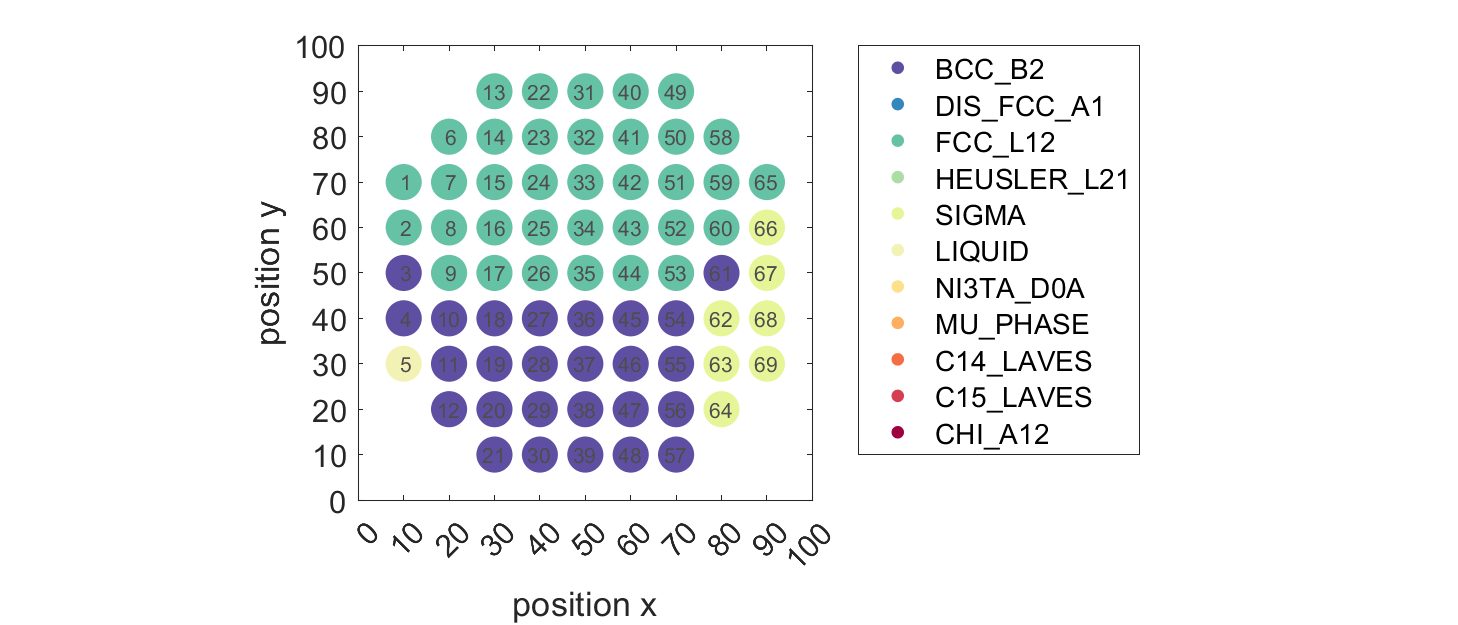 100
90
80
70
60
50
40
30
20
10
0
position y
13 22 31 40 49
6 14 23 32 41 50 58
1 7 15 24 33 42 51 59 65
2 8 16 25 34 43 52 60 66
3 9 17 26 35 44 53 61 67
4 10 18 27 36 45 54 62 68
5 11 19 28 37 46 55 63 69
12 20 29 38 47 56 64
21 30 39 48 57
0 10 20 30 40 50 60 70 80 90 100
position x
BCC_B2
DIS_FCC_A1
FCC_L12
HEUSLER_L21
SIGMA
LIQUID
NI3TA_D0A
MU_PHASE
C14_LAVES
C15_LAVES
CHI_A12